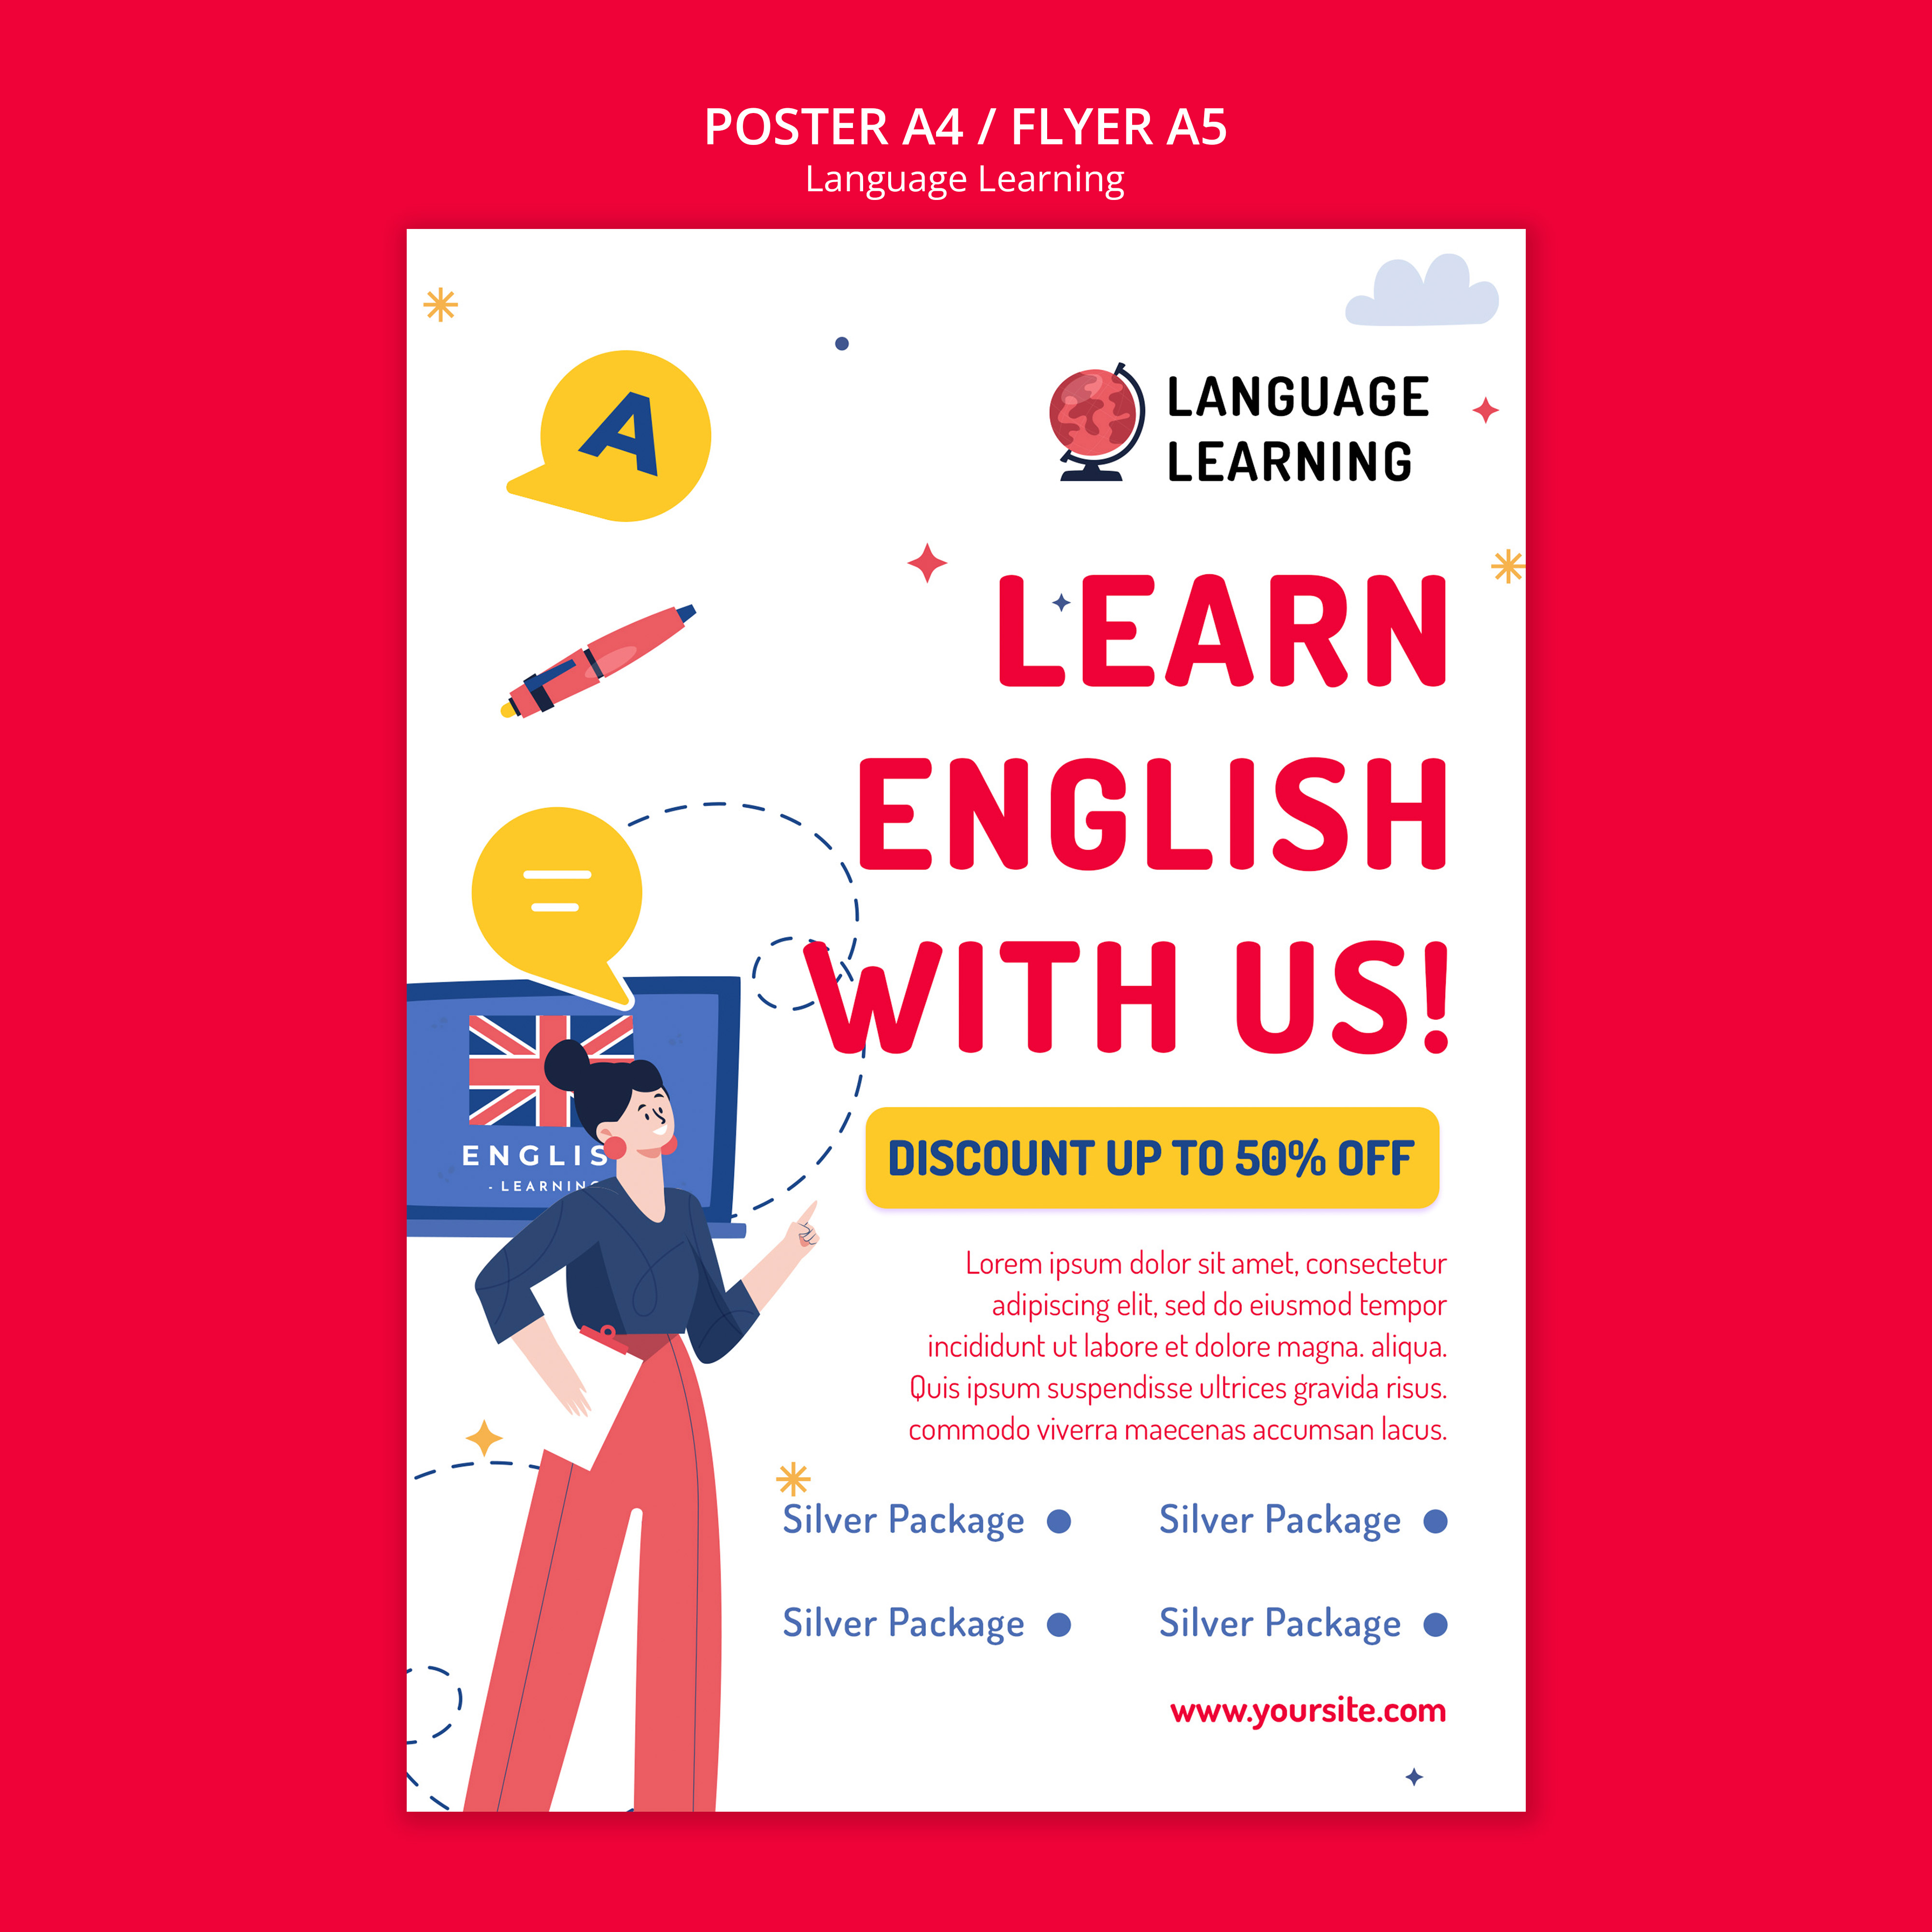 POSTER A4 / FLYER A5
Language Learning
A
LANGUAGE
LEARNING
LEARN
ENGLISH
WITH US!
ENGLIS
- LEARNING
DISCOUNT UP TO 50% OFF
Lorem ipsum dolor sit amet, consectetur
adipiscing elit, sed do eiusmod tempor
incididunt ut labore et dolore magna. aliqua.
Quis ipsum suspendisse ultrices gravida risus.
commodo viverra maecenas accumsan lacus.
Silver Package Silver Package
Silver Package Silver Package
www.yoursite.com